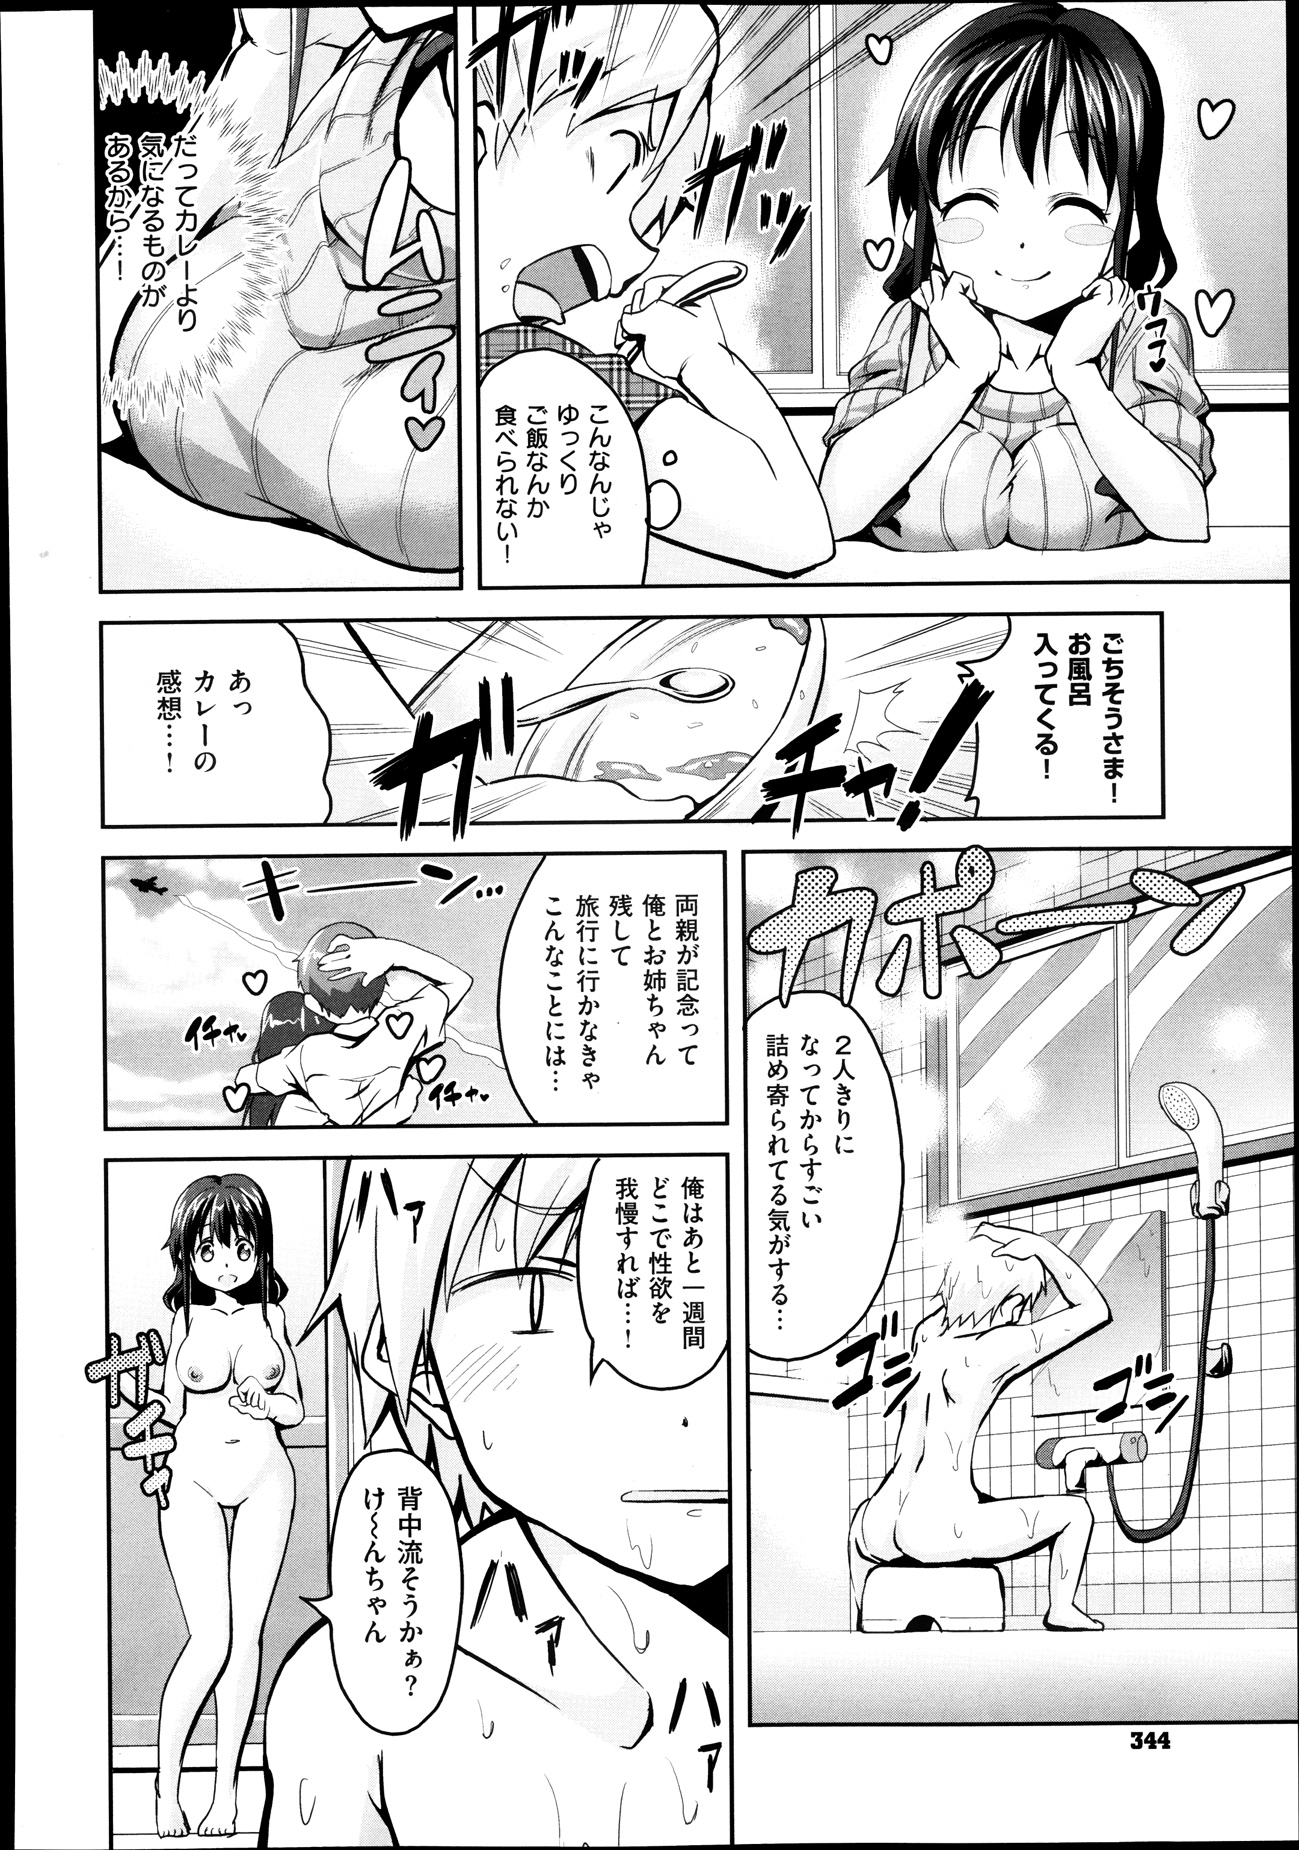 ウフフ…♥
ガツ
ガツ
こんなんじゃ
ゆっくり
ご飯なんか
食べられない！
だってカレーより
気になるものが
あるから…！
ムニイ♥
ごちそうさま！
お風呂
入ってくる！
ガチャ！
あっ
カレーの
感想…！
カポーン
2人きりに
なってからすごい
詰め寄られてる気がする…
ゴシ
ゴシ
両親が記念って
俺とお姉ちゃん
残して
旅行に行かなきゃ
こんなことには…
キーーン…
イチャ
イチャ
俺はあと一週間
どこで性欲を
我慢すれば…！
ハァ
ハァ
背中流そうかぁ？
け〜んちゃん
ガチャ
344